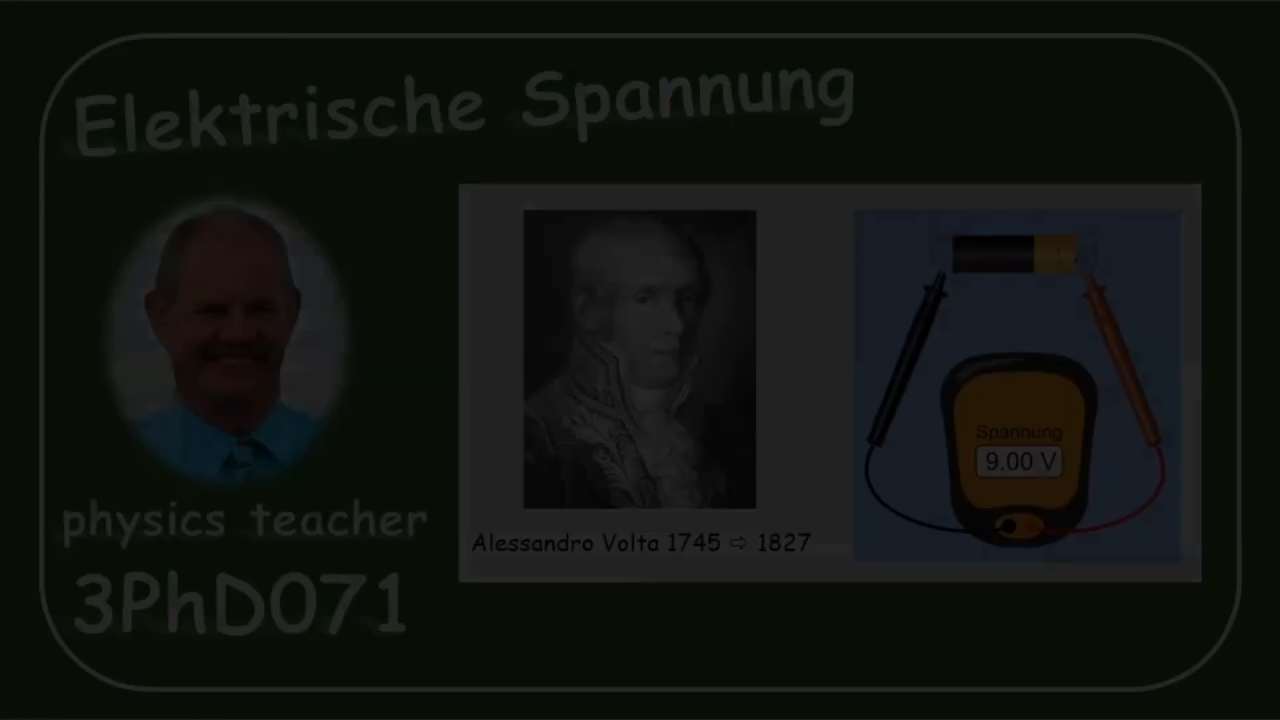 Elektrische Spannung
physics teacher
3PhD071
Alessandro Volta 1745 ⇨ 1827
Spannung
9.00 V